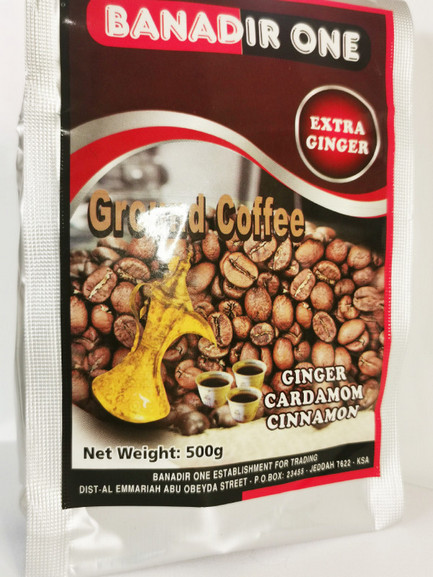 BANADIR ONE
EXTRA
GINGER
Ground Coffee
GINGER
CARDAMOM
CINNAMON
Net Weight: 500g
BANADIR ONE ESTABLISHMENT FOR TRADING
DIST-AL EMMARIAH ABU OBEYDA STREET - P.O BOX: 23455 - JEDDAH 7622 - KSA